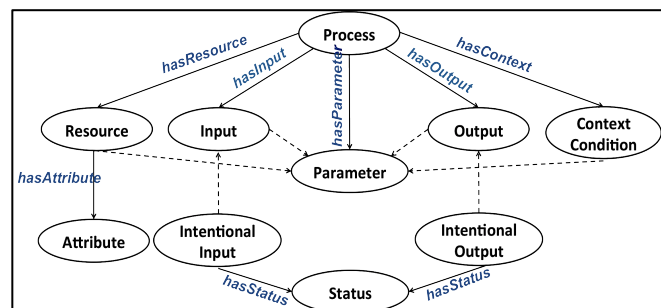 Process
hasResource
hasInput
hasParameter
hasOutput
hasContext
Resource
Input
Output
Context
Condition
Parameter
hasAttribute
Attribute
Intentional
Input
Intentional
Output
hasStatus
hasStatus
Status